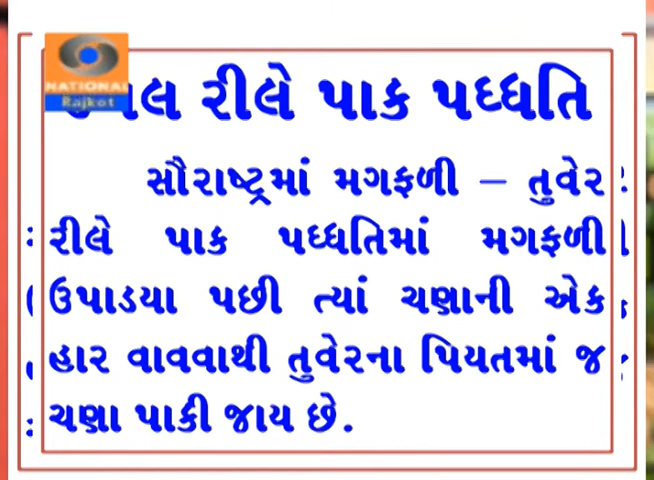 NATIONAL
Rajkot
રીલે પાક પધ્ધતિ
સૌરાષ્ટ્રમાં મગફળી – તુવેર
રીલે પાક પધ્ધતિમાં મગફળી
ઉપાડયા પછી ત્યાં ચણાની એક
હાર વાવવાથી તુવેરના પિયતમાં જ
ચણા પાકી જાય છે.